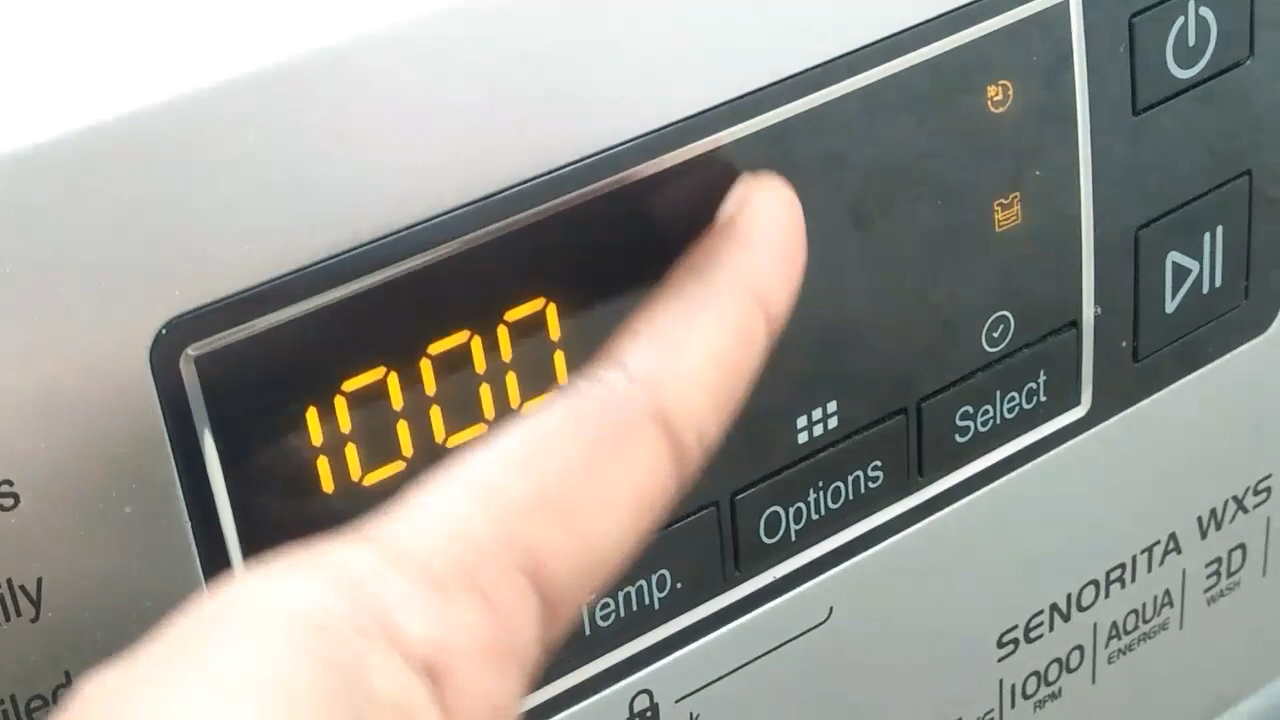 1000
Select
Options
Temp.
SENORITA WXS
1000 RPM
AQUA ENERGIE
3D WASH